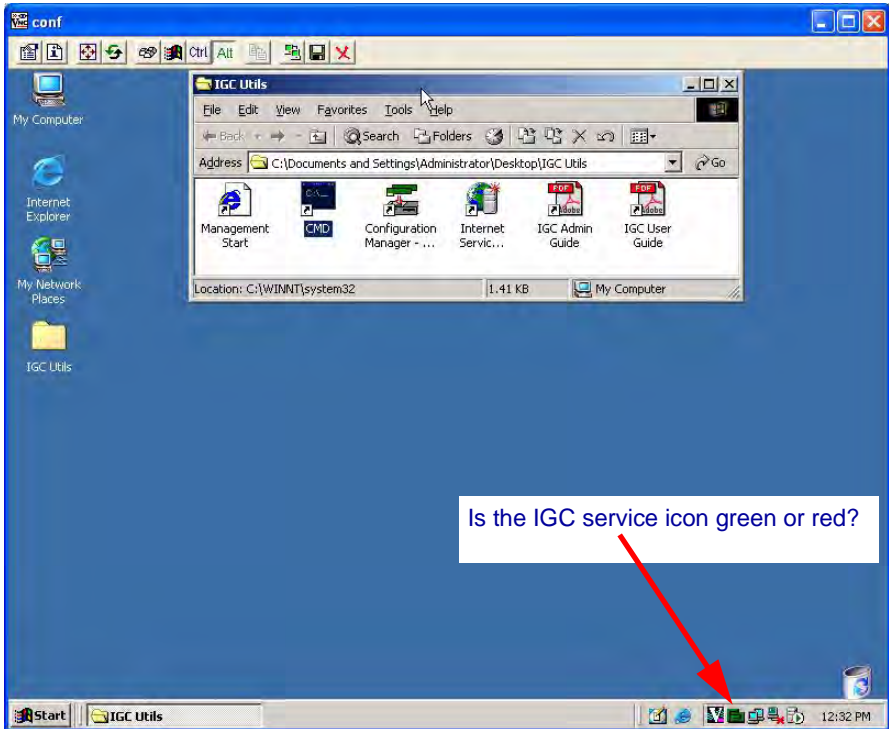 conf
Ctrl Alt
My Computer
Internet
Explorer
My Network
Places
IGC Utils
IGC Utils
File Edit View Favorites Tools Help
Back Search Folders
Address C:\Documents and Settings\Administrator\Desktop\IGC Utils Go
Management
Start
CMD
Configuration
Manager - ...
Internet
Servic...
IGC Admin
Guide
IGC User
Guide
Location: C:\WINNT\system32 1.41 KB My Computer
Is the IGC service icon green or red?
Start IGC Utils 12:32 PM